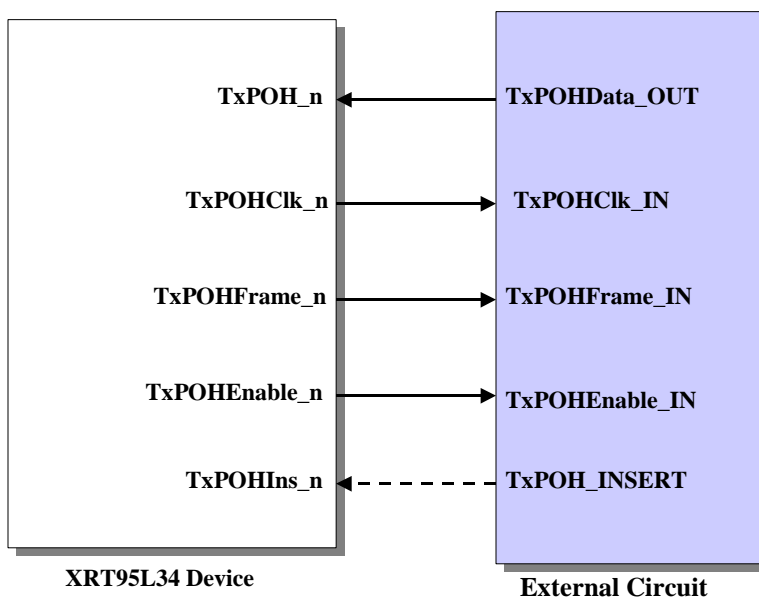 TxPOH_n TxPOHData_OUT
TxPOHClk_n TxPOHClk_IN
TxPOHFrame_n TxPOHFrame_IN
TxPOHEnable_n TxPOHEnable_IN
TxPOHIns_n TxPOH_INSERT
XRT95L34 Device External Circuit